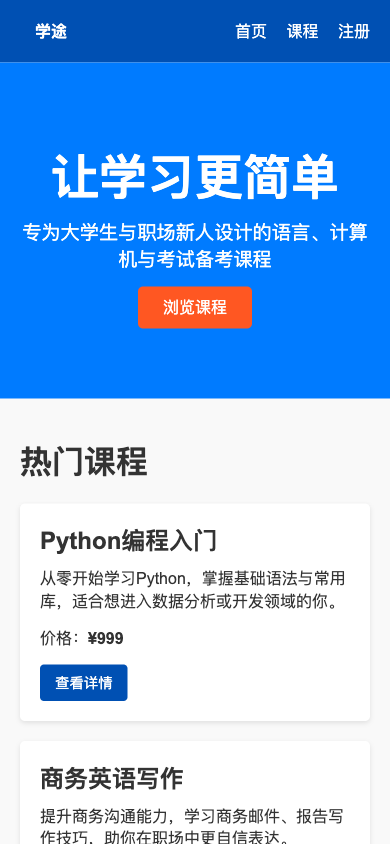 学途
首页 课程 注册
让学习更简单
专为大学生与职场新人设计的语言、计算
机与考试备考课程
浏览课程
热门课程
Python编程入门
从零开始学习Python，掌握基础语法与常用
库，适合想进入数据分析或开发领域的你。
价格：¥999
查看详情
商务英语写作
提升商务沟通能力，学习商务邮件、报告写
作技巧，助你在职场中更自信表达。